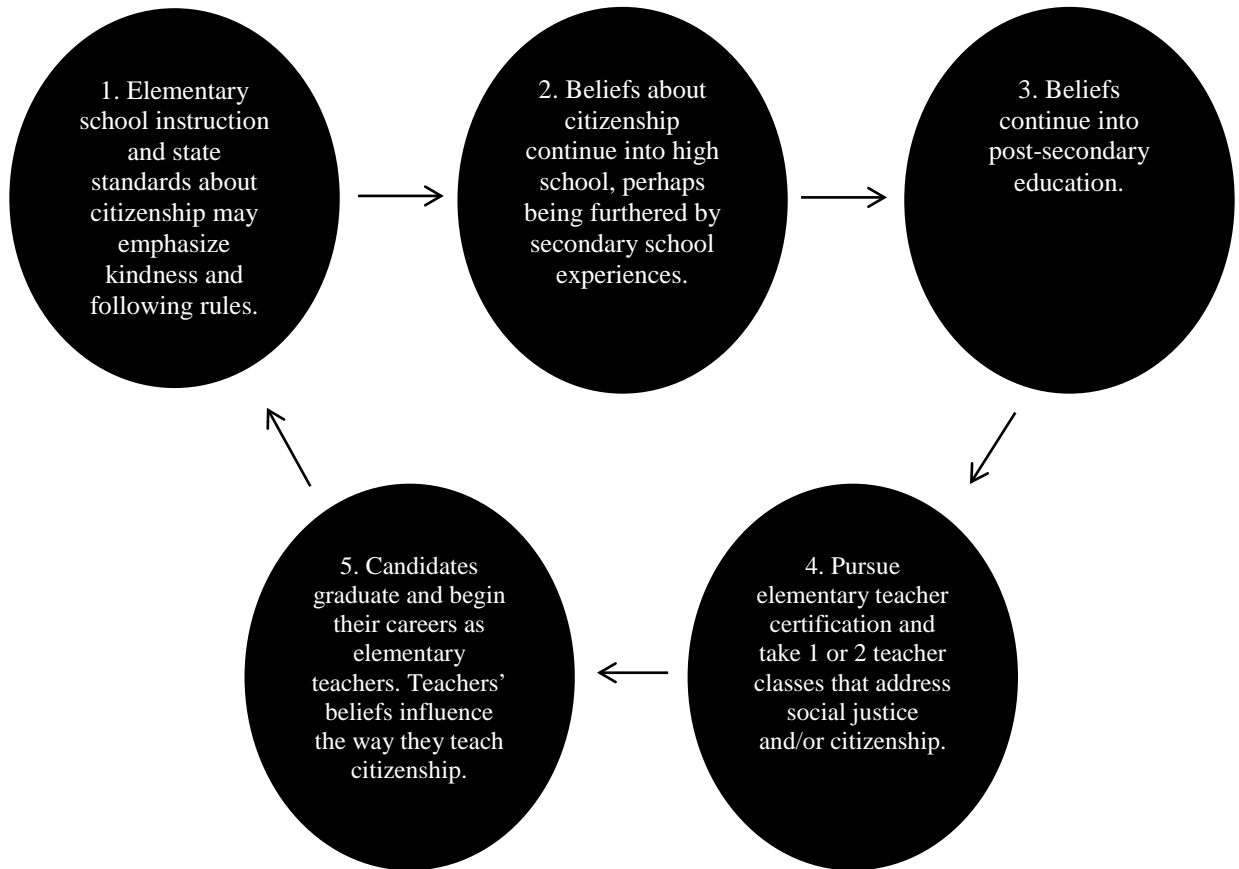 1. Elementary
school instruction
and state
standards about
citizenship may
emphasize
kindness and
following rules.
2. Beliefs about
citizenship
continue into high
school, perhaps
being furthered by
secondary school
experiences.
3. Beliefs
continue into
post-secondary
education.
4. Pursue
elementary teacher
certification and
take 1 or 2 teacher
classes that address
social justice
and/or citizenship.
5. Candidates
graduate and begin
their careers as
elementary
teachers. Teachers’
beliefs influence
the way they teach
citizenship.